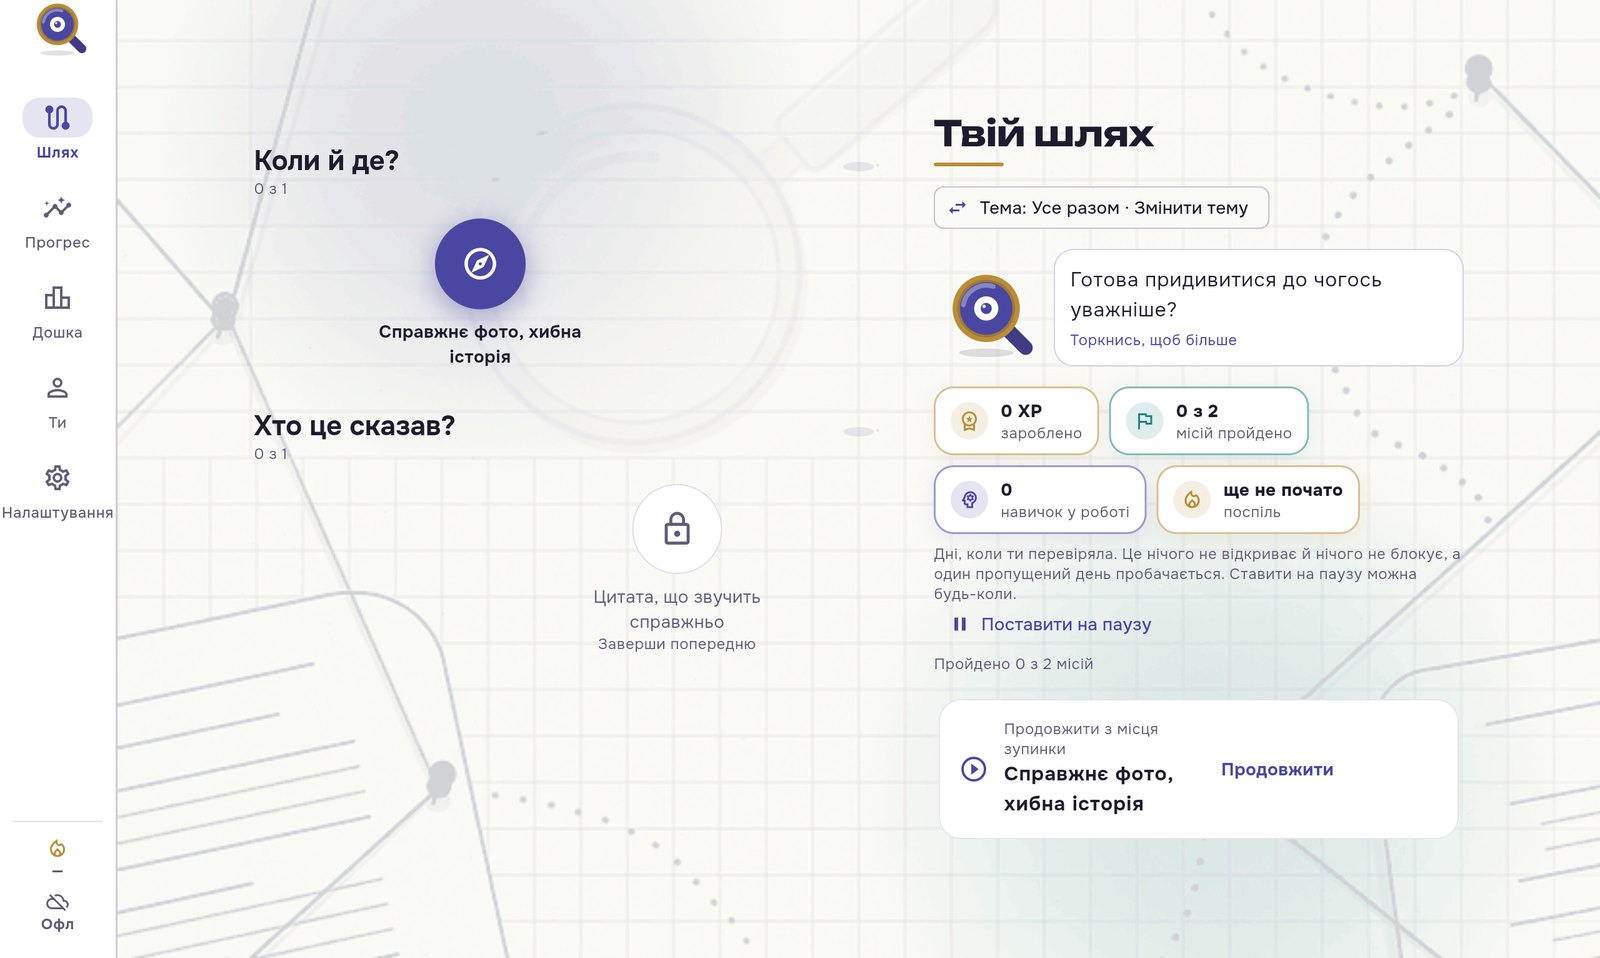 Шлях
Прогрес
Дошка
Ти
Налаштування
–
Офл
Коли й де?
0 з 1
Справжнє фото, хибна
історія
Хто це сказав?
0 з 1
Цитата, що звучить
справжньо
Заверши попередню
Твій шлях
Тема: Усе разом · Змінити тему
Готова придивитися до чогось
уважніше?
Торкнись, щоб більше
0 XP
зароблено
0 з 2
місій пройдено
0
навичок у роботі
ще не почато
поспіль
Дні, коли ти перевіряла. Це нічого не відкриває й нічого не блокує, а
один пропущений день пробачається. Ставити на паузу можна
будь-коли.
Поставити на паузу
Пройдено 0 з 2 місій
Продовжити з місця
зупинки
Справжнє фото,
хибна історія
Продовжити